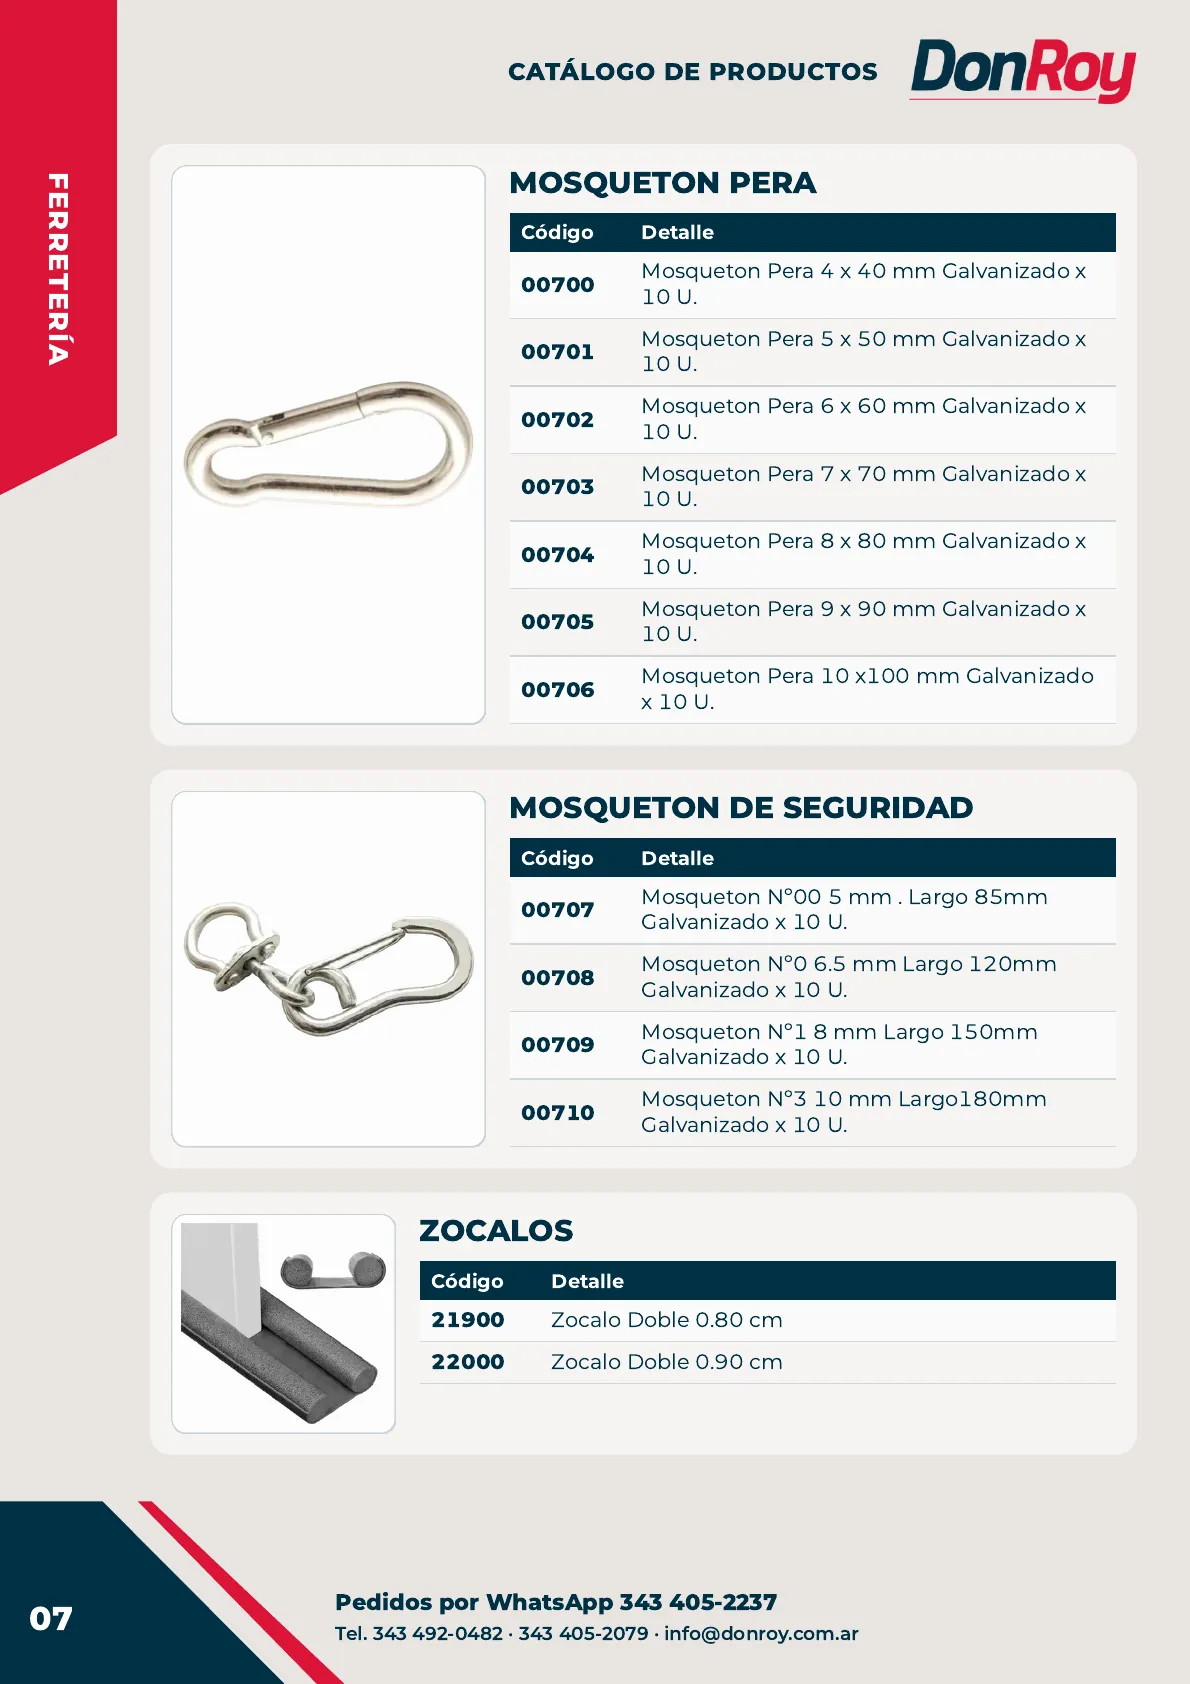 CATÁLOGO DE PRODUCTOS
DonRoy
FERRETERÍA
MOSQUETON PERA
Código Detalle
00700 Mosqueton Pera 4 x 40 mm Galvanizado x
10 U.
00701 Mosqueton Pera 5 x 50 mm Galvanizado x
10 U.
00702 Mosqueton Pera 6 x 60 mm Galvanizado x
10 U.
00703 Mosqueton Pera 7 x 70 mm Galvanizado x
10 U.
00704 Mosqueton Pera 8 x 80 mm Galvanizado x
10 U.
00705 Mosqueton Pera 9 x 90 mm Galvanizado x
10 U.
00706 Mosqueton Pera 10 x100 mm Galvanizado
x 10 U.
MOSQUETON DE SEGURIDAD
Código Detalle
00707 Mosqueton Nº00 5 mm . Largo 85mm
Galvanizado x 10 U.
00708 Mosqueton Nº0 6.5 mm Largo 120mm
Galvanizado x 10 U.
00709 Mosqueton Nº1 8 mm Largo 150mm
Galvanizado x 10 U.
00710 Mosqueton Nº3 10 mm Largo180mm
Galvanizado x 10 U.
ZOCALOS
Código Detalle
21900 Zocalo Doble 0.80 cm
22000 Zocalo Doble 0.90 cm
07
Pedidos por WhatsApp 343 405-2237
Tel. 343 492-0482 · 343 405-2079 · info@donroy.com.ar